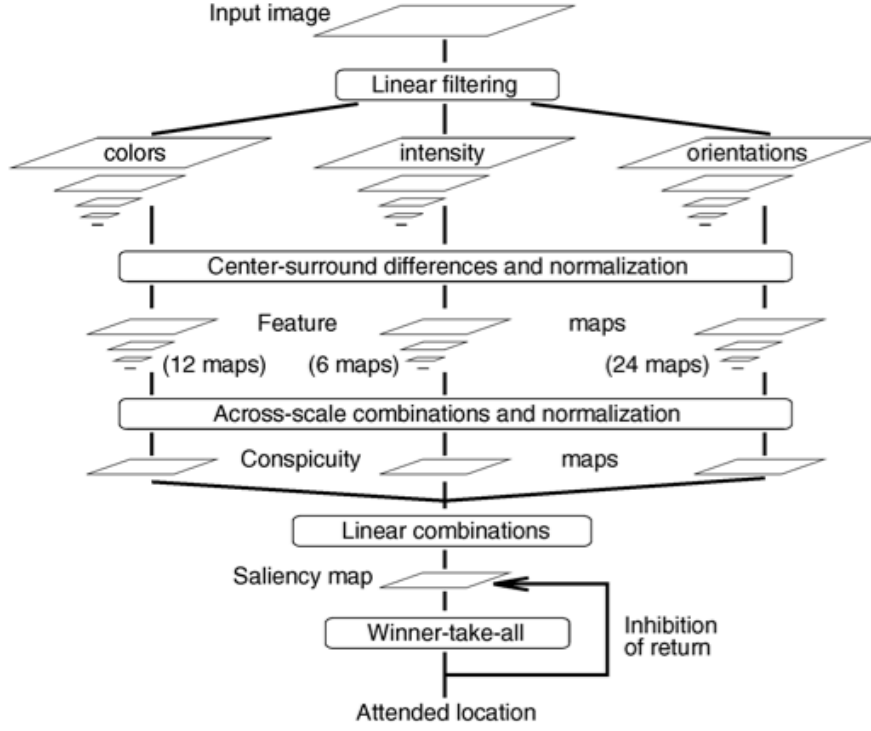 Input image
Linear filtering
colors intensity orientations
Center-surround differences and normalization
Feature maps
(12 maps) (6 maps) (24 maps)
Across-scale combinations and normalization
Conspicuity maps
Linear combinations
Saliency map
Winner-take-all
Inhibition
of return
Attended location